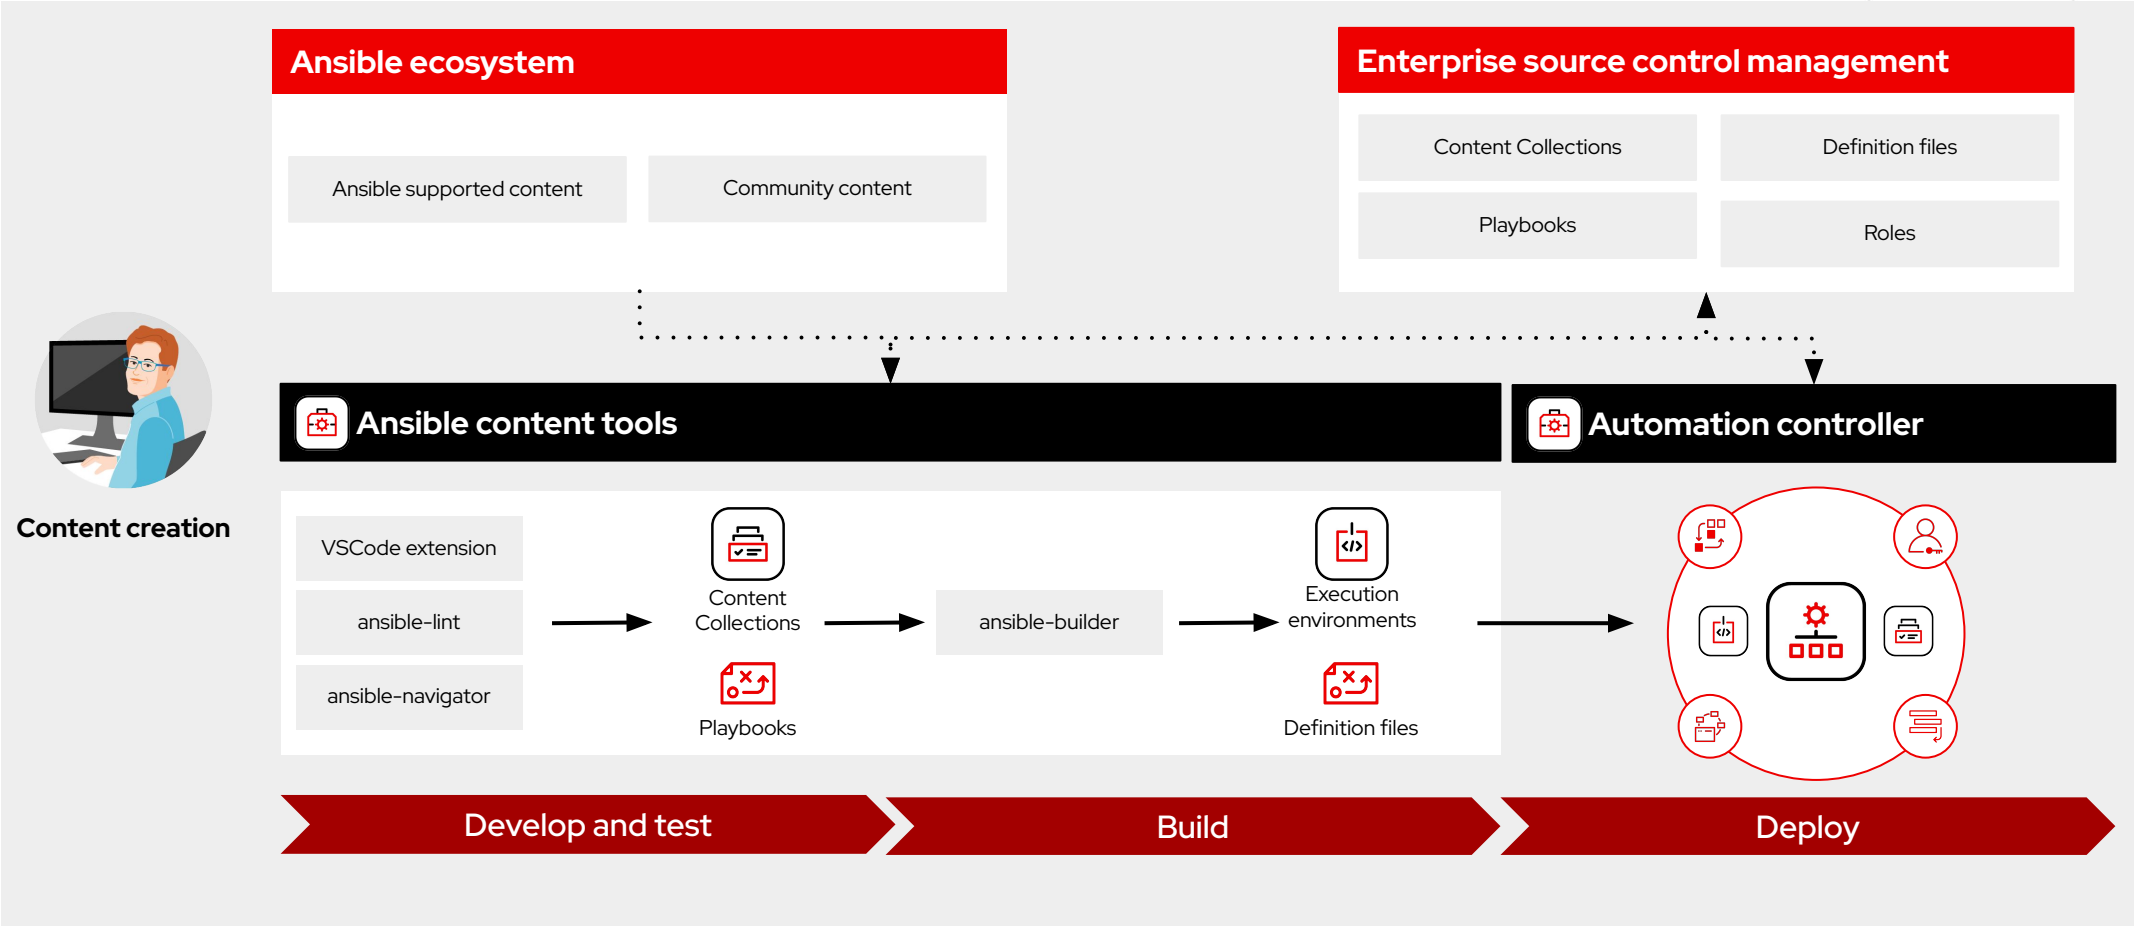 Ansible ecosystem
Ansible supported content
Community content
Enterprise source control management
Content Collections
Definition files
Playbooks
Roles
Content creation
Ansible content tools
Automation controller
VSCode extension
ansible-lint
ansible-navigator
Content
Collections
Playbooks
ansible-builder
Execution
environments
Definition files
Develop and test
Build
Deploy